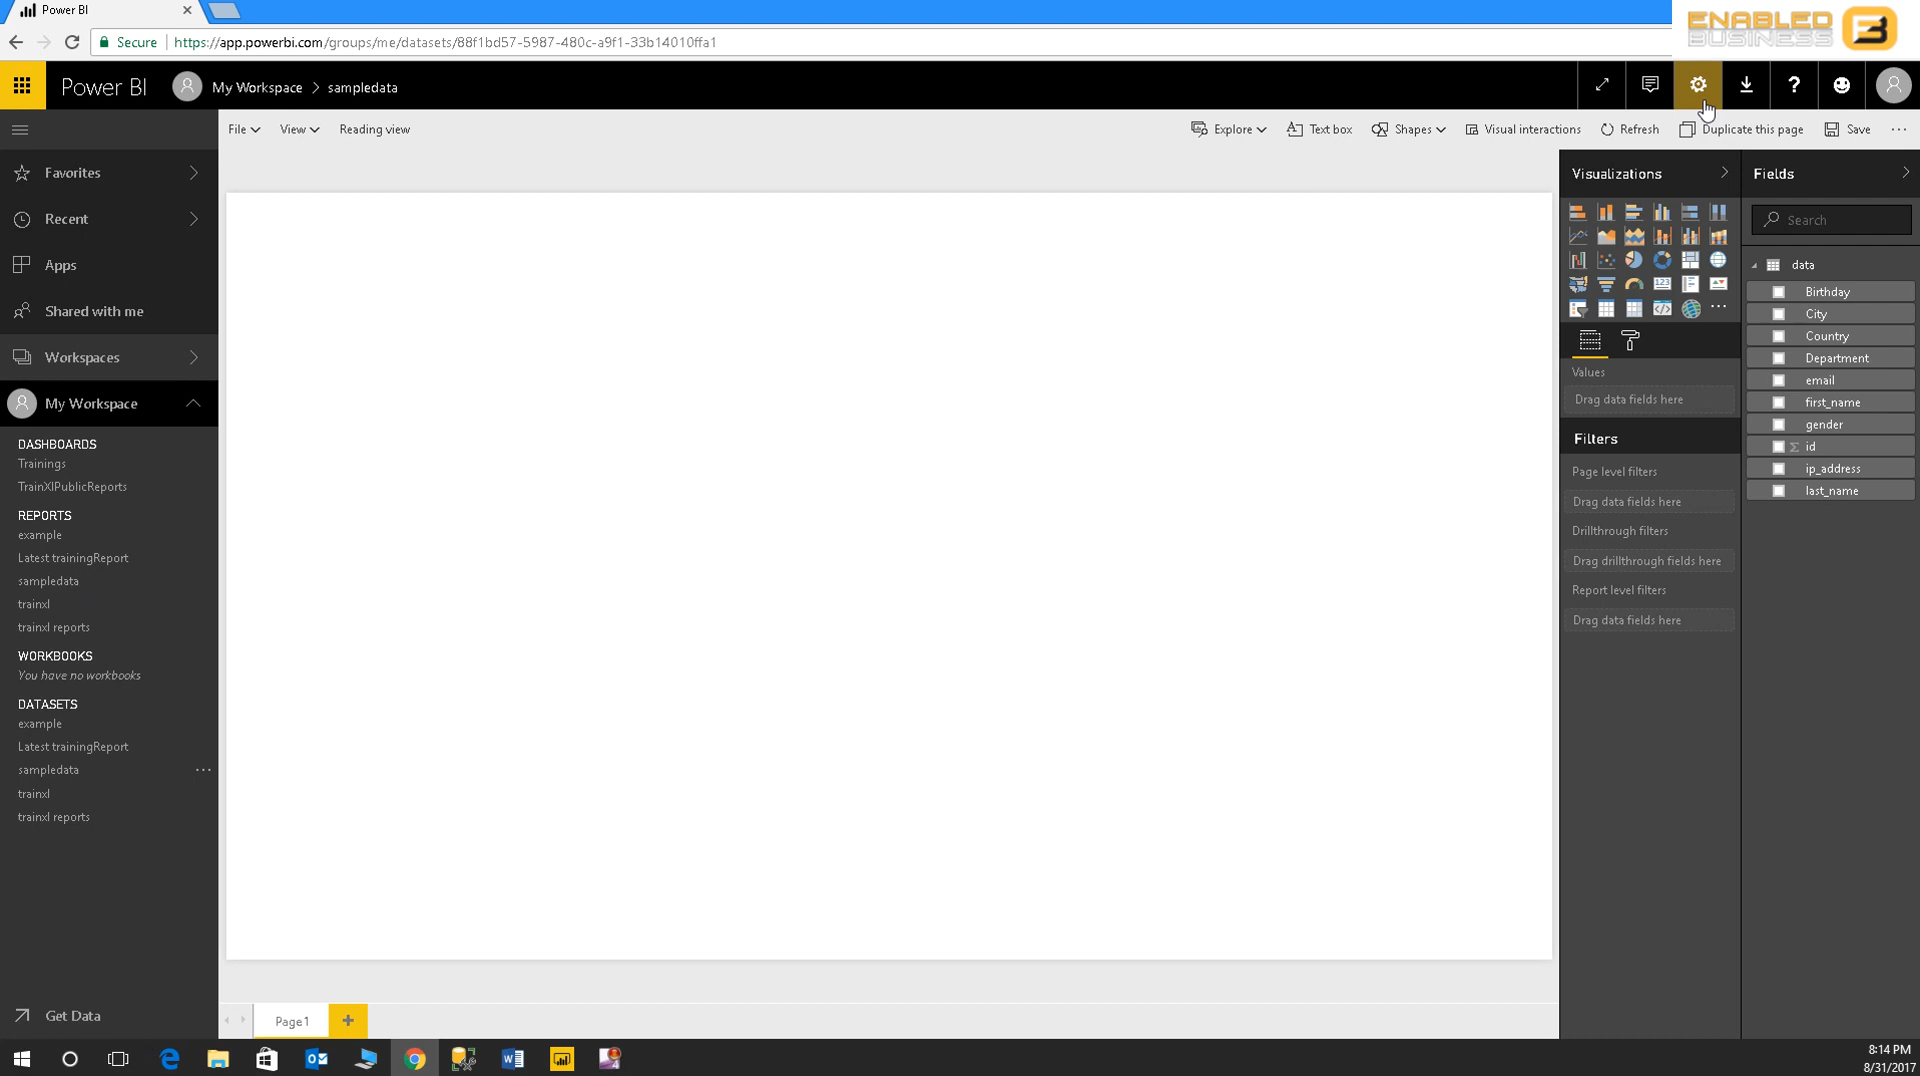 Power BI
ENABLED
BUSINESS
Secure
https://app.powerbi.com/groups/me/datasets/88f1bd57-5987-480c-a9f1-33b14010ffa1
Power BI
My Workspace > sampledata
File
View
Reading view
Explore
Text box
Shapes
Visual interactions
Refresh
Duplicate this page
Save
Favorites
Recent
Apps
Shared with me
Workspaces
My Workspace
DASHBOARDS
Trainings
TrainXlPublicReports
REPORTS
example
Latest trainingReport
sampledata
trainxl
trainxl reports
WORKBOOKS
You have no workbooks
DATASETS
example
Latest trainingReport
sampledata
trainxl
trainxl reports
Get Data
Page1
Visualizations
Values
Drag data fields here
Filters
Page level filters
Drag data fields here
Drillthrough filters
Drag drillthrough fields here
Report level filters
Drag data fields here
Fields
Search
data
Birthday
City
Country
Department
email
first_name
gender
Σ id
ip_address
last_name
8:14 PM
8/31/2017